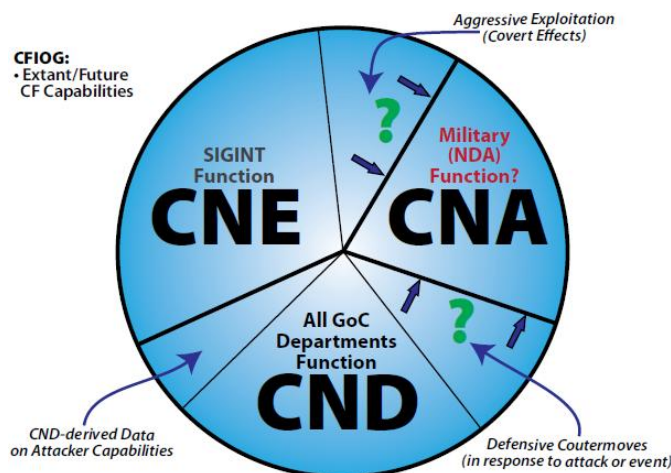 Aggressive Exploitation
(Covert Effects)
CFIOG:
• Extant/Future
CF Capabilities
?
SIGINT
Function
CNE
Military
(NDA)
Function?
CNA
All GoC
Departments
Function
CND
?
CND-derived Data
on Attacker Capabilities
Defensive Coutermoves
(in response to attack or event)